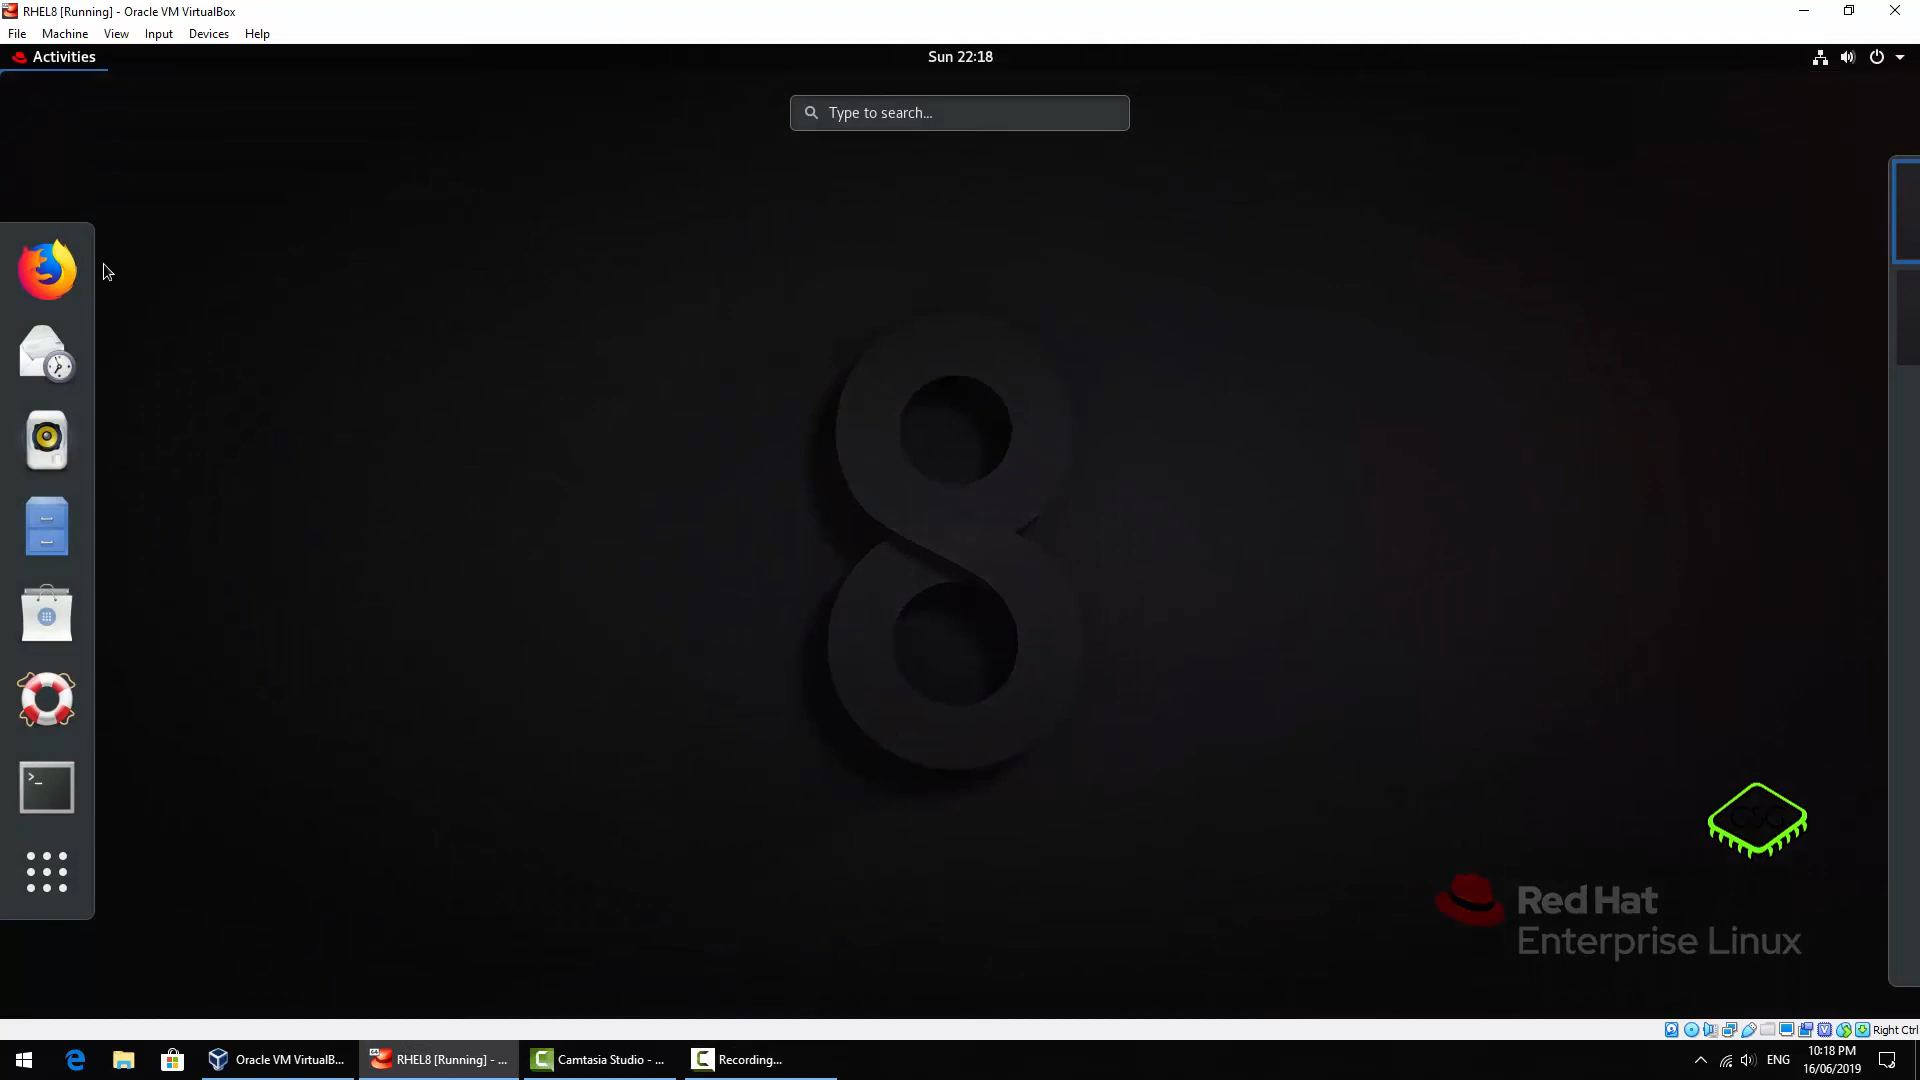 RHEL8 [Running] - Oracle VM VirtualBox
File Machine View Input Devices Help
Activities
Sun 22:18
Type to search...
8
CSG
Red Hat
Enterprise Linux
Right Ctrl
Oracle VM VirtualB...
RHEL8 [Running] - ...
Camtasia Studio - ...
Recording...
ENG
10:18 PM
16/06/2019